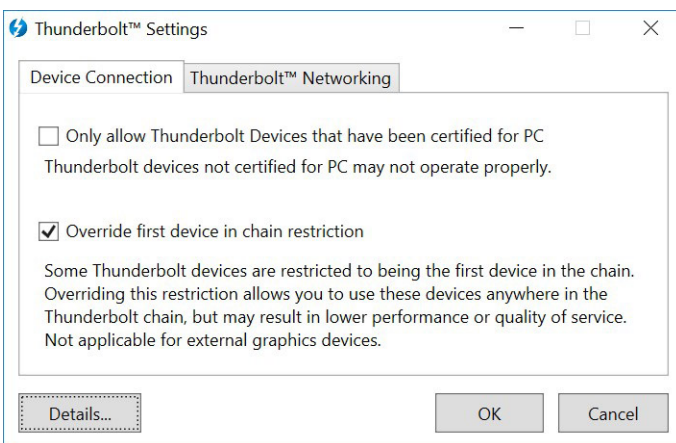 Thunderbolt™ Settings
Device Connection
Thunderbolt™ Networking
Only allow Thunderbolt Devices that have been certified for PC
Thunderbolt devices not certified for PC may not operate properly.
Override first device in chain restriction
Some Thunderbolt devices are restricted to being the first device in the chain.
Overriding this restriction allows you to use these devices anywhere in the
Thunderbolt chain, but may result in lower performance or quality of service.
Not applicable for external graphics devices.
Details...
OK
Cancel